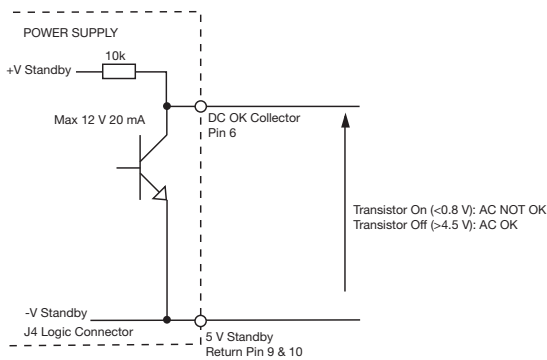 POWER SUPPLY
10k
+V Standby
Max 12 V 20 mA
DC OK Collector
Pin 6
Transistor On (<0.8 V): AC NOT OK
Transistor Off (>4.5 V): AC OK
-V Standby
J4 Logic Connector
5 V Standby
Return Pin 9 & 10